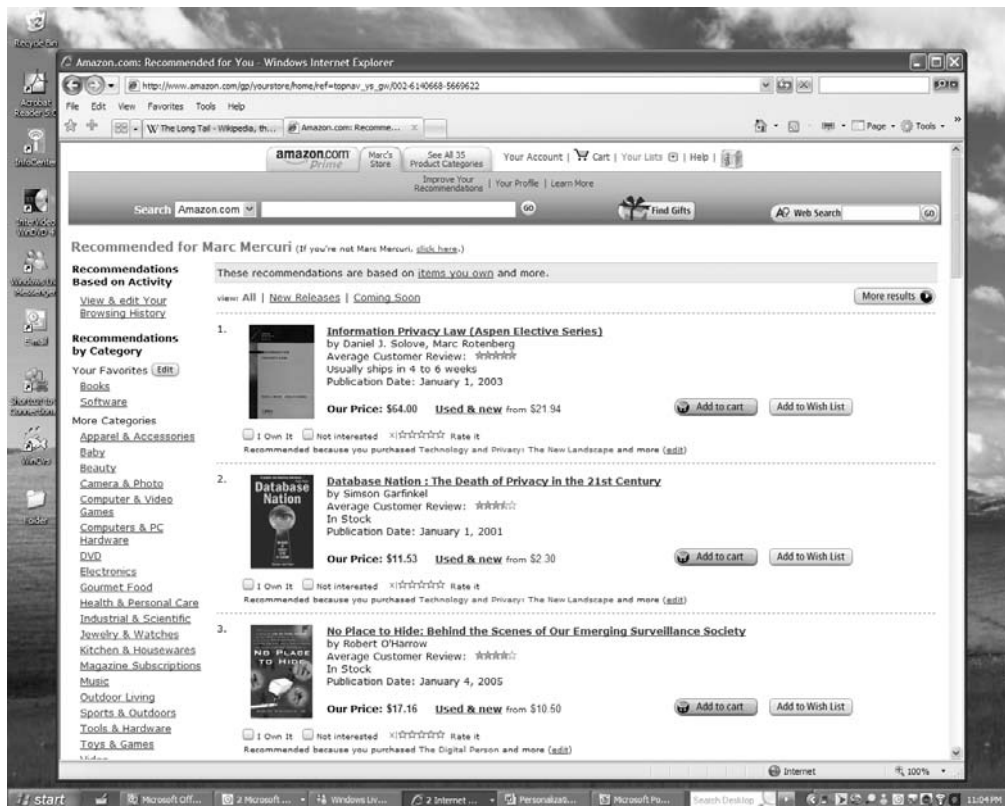 Recycle Bin
Amazon.com: Recommended for You - Windows Internet Explorer
http://www.amazon.com/gp/yourstore/home/ref=topnav_ys_gw/002-6140668-5669622
File Edit View Favorites Tools Help
Acrobat
W The Long Tail - Wikipedia, th...
Amazon.com: Recomme...
Page
Tools
InfoCenter
amazon.com
Prime
Marc's
Store
See All 35
Product Categories
Your Account | Cart | Your Lists | Help |
Improve Your
Recommendations | Your Profile | Learn More
Search Amazon.com GO
Find Gifts
A9 Web Search GO
Recommended for Marc Mercuri (If you're not Marc Mercuri, click here.)
Recommendations
Based on Activity
View & edit Your
Browsing History
Recommendations
by Category
Your Favorites Edit
Books
Software
More Categories
Apparel & Accessories
Baby
Beauty
Camera & Photo
Computer & Video
Games
Computers & PC
Hardware
DVD
Electronics
Gourmet Food
Health & Personal Care
Industrial & Scientific
Jewelry & Watches
Kitchen & Housewares
Magazine Subscriptions
Music
Outdoor Living
Sports & Outdoors
Tools & Hardware
Toys & Games
Video
These recommendations are based on items you own and more.
view: All | New Releases | Coming Soon
More results
1.
Information Privacy Law (Aspen Elective Series)
by Daniel J. Solove, Marc Rotenberg
Average Customer Review:
Usually ships in 4 to 6 weeks
Publication Date: January 1, 2003
Our Price: $64.00 Used & new from $21.94
Add to cart
Add to Wish List
I Own It Not interested Rate it
Recommended because you purchased Technology and Privacy: The New Landscape and more (edit)
2.
Database
Nation
Database Nation : The Death of Privacy in the 21st Century
by Simson Garfinkel
Average Customer Review:
In Stock
Publication Date: January 1, 2001
Our Price: $11.53 Used & new from $2.30
Add to cart
Add to Wish List
I Own It Not interested Rate it
Recommended because you purchased Technology and Privacy: The New Landscape and more (edit)
3.
NO PLACE
TO HIDE
No Place to Hide: Behind the Scenes of Our Emerging Surveillance Society
by Robert O'Harrow
Average Customer Review:
In Stock
Publication Date: January 4, 2005
Our Price: $17.16 Used & new from $10.50
Add to cart
Add to Wish List
I Own It Not interested Rate it
Recommended because you purchased The Digital Person and more (edit)
Internet
100%
start
Microsoft Off...
2 Microsoft ...
Windows Liv...
2 Internet ...
Personalizati...
Microsoft Po...
Search Desktop
11:04 PM